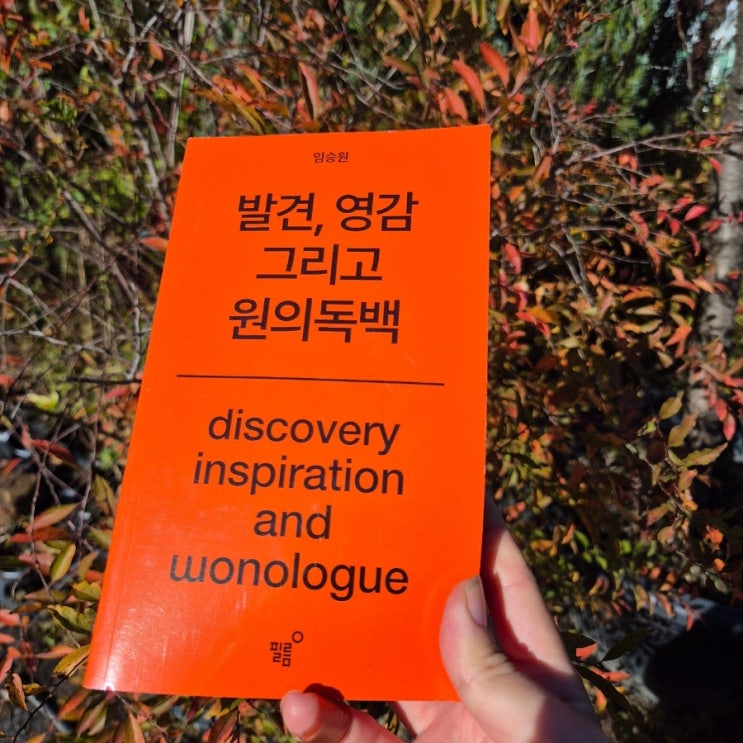 임승원
발견, 영감
그리고
원의독백
discovery
inspiration
and
wonologue
필름